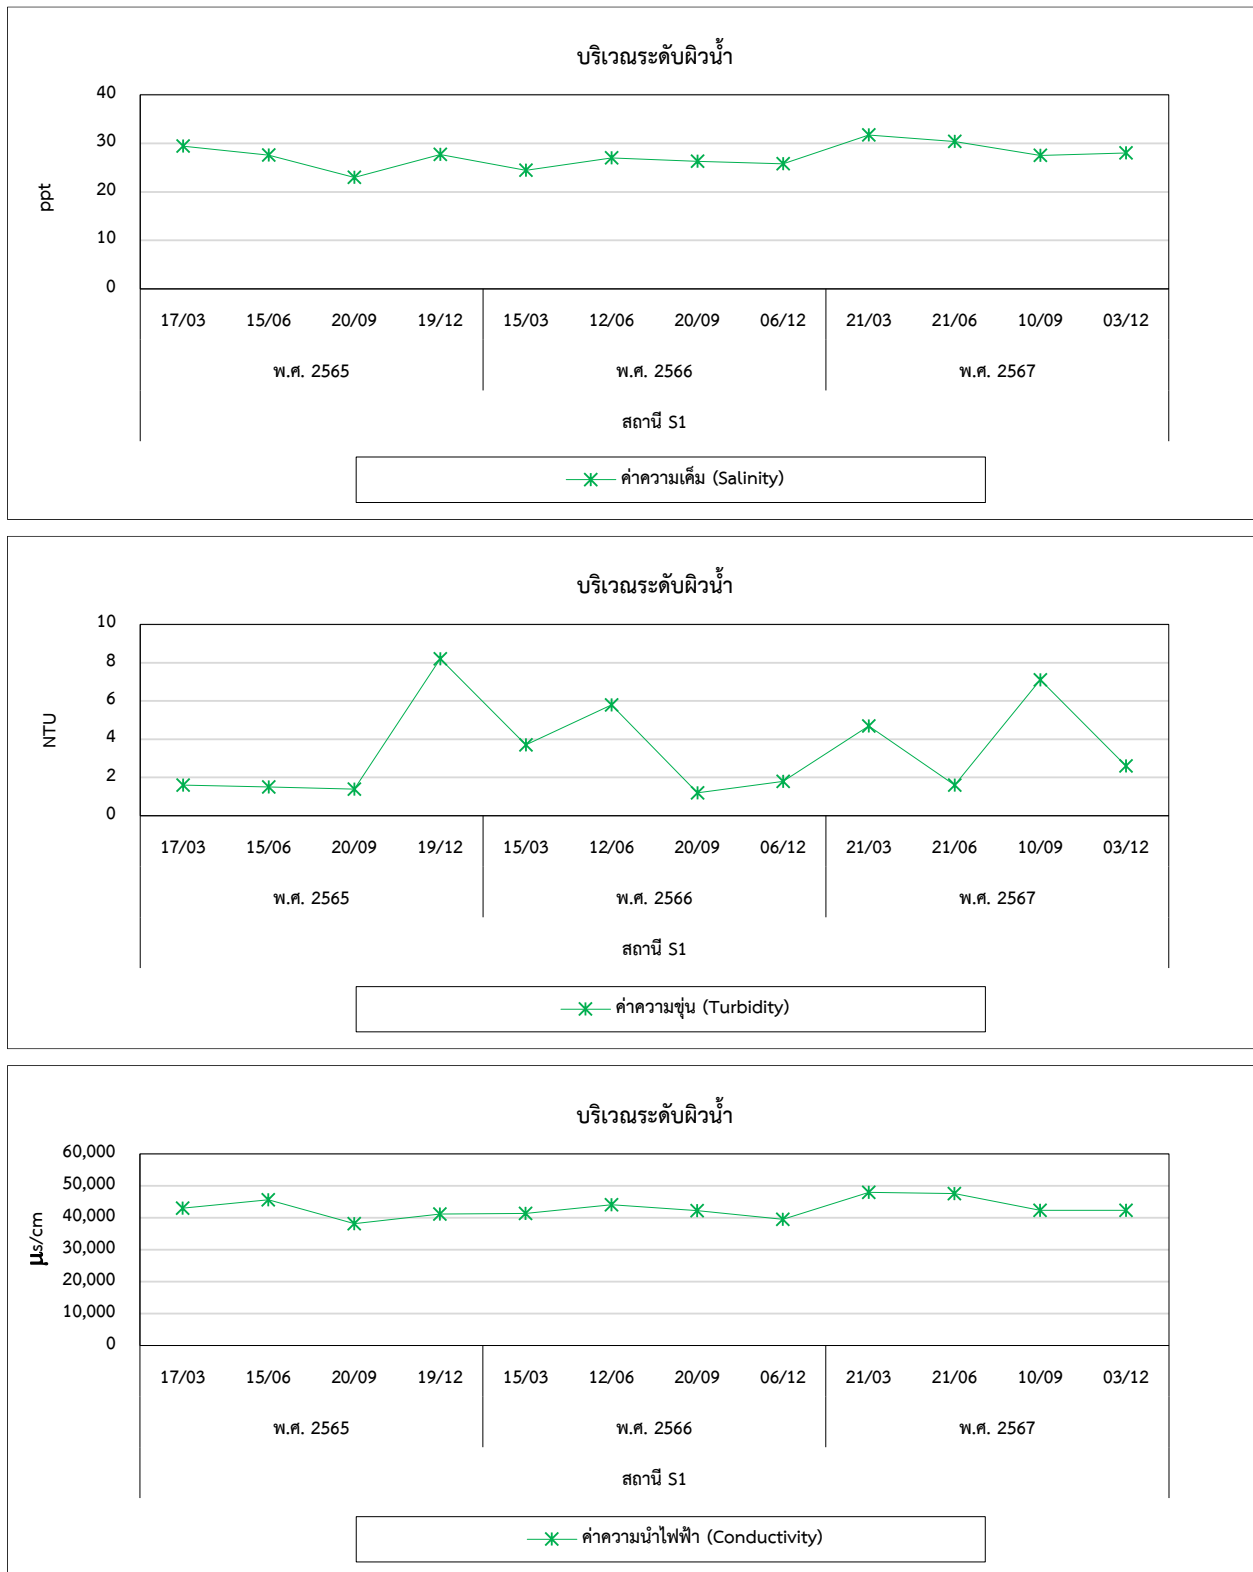 บริเวณระดับผิวน้ำ
40
30
20
10
0
ppt
17/03 15/06 20/09 19/12 15/03 12/06 20/09 06/12 21/03 21/06 10/09 03/12
พ.ศ. 2565 พ.ศ. 2566 พ.ศ. 2567
สถานี S1
ค่าความเค็ม (Salinity)
บริเวณระดับผิวน้ำ
10
8
6
4
2
0
NTU
17/03 15/06 20/09 19/12 15/03 12/06 20/09 06/12 21/03 21/06 10/09 03/12
พ.ศ. 2565 พ.ศ. 2566 พ.ศ. 2567
สถานี S1
ค่าความขุ่น (Turbidity)
บริเวณระดับผิวน้ำ
60,000
50,000
40,000
30,000
20,000
10,000
0
µs/cm
17/03 15/06 20/09 19/12 15/03 12/06 20/09 06/12 21/03 21/06 10/09 03/12
พ.ศ. 2565 พ.ศ. 2566 พ.ศ. 2567
สถานี S1
ค่าความนำไฟฟ้า (Conductivity)